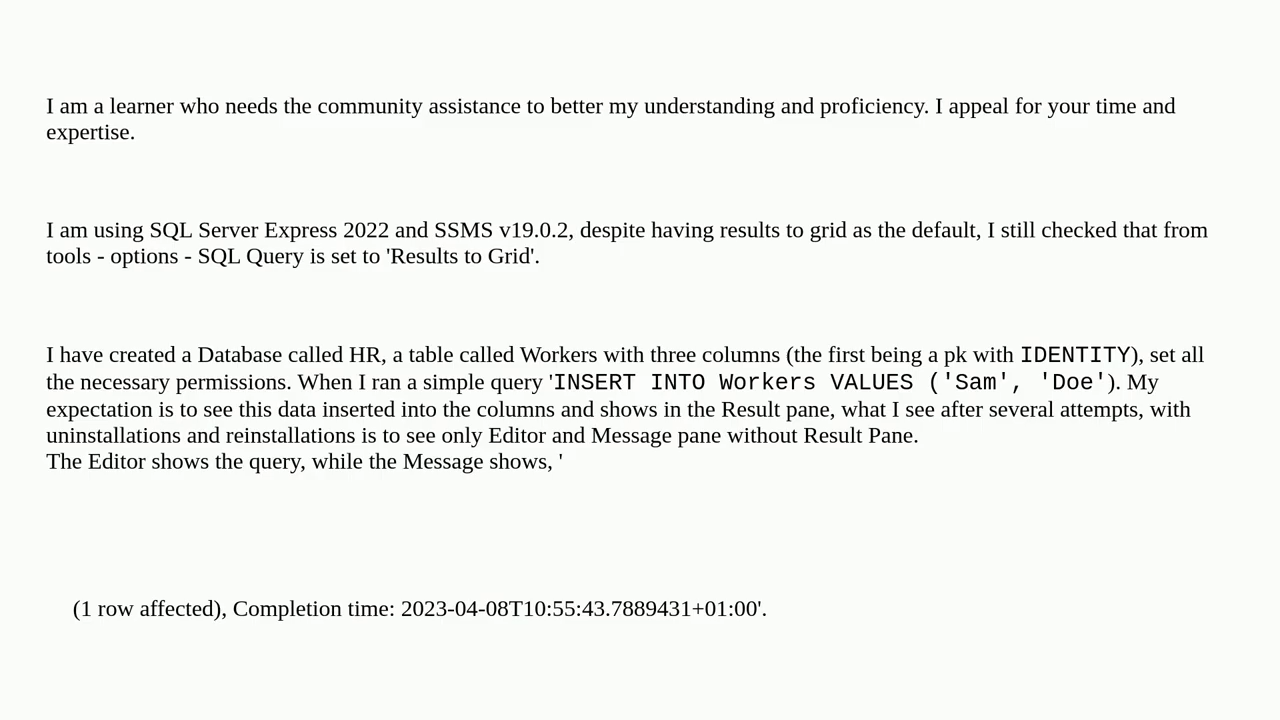 I am a learner who needs the community assistance to better my understanding and proficiency. I appeal for your time and
expertise.
I am using SQL Server Express 2022 and SSMS v19.0.2, despite having results to grid as the default, I still checked that from
tools - options - SQL Query is set to 'Results to Grid'.
I have created a Database called HR, a table called Workers with three columns (the first being a pk with IDENTITY), set all
the necessary permissions. When I ran a simple query 'INSERT INTO Workers VALUES ('Sam', 'Doe'). My
expectation is to see this data inserted into the columns and shows in the Result pane, what I see after several attempts, with
uninstallations and reinstallations is to see only Editor and Message pane without Result Pane.
The Editor shows the query, while the Message shows, '
(1 row affected), Completion time: 2023-04-08T10:55:43.7889431+01:00'.